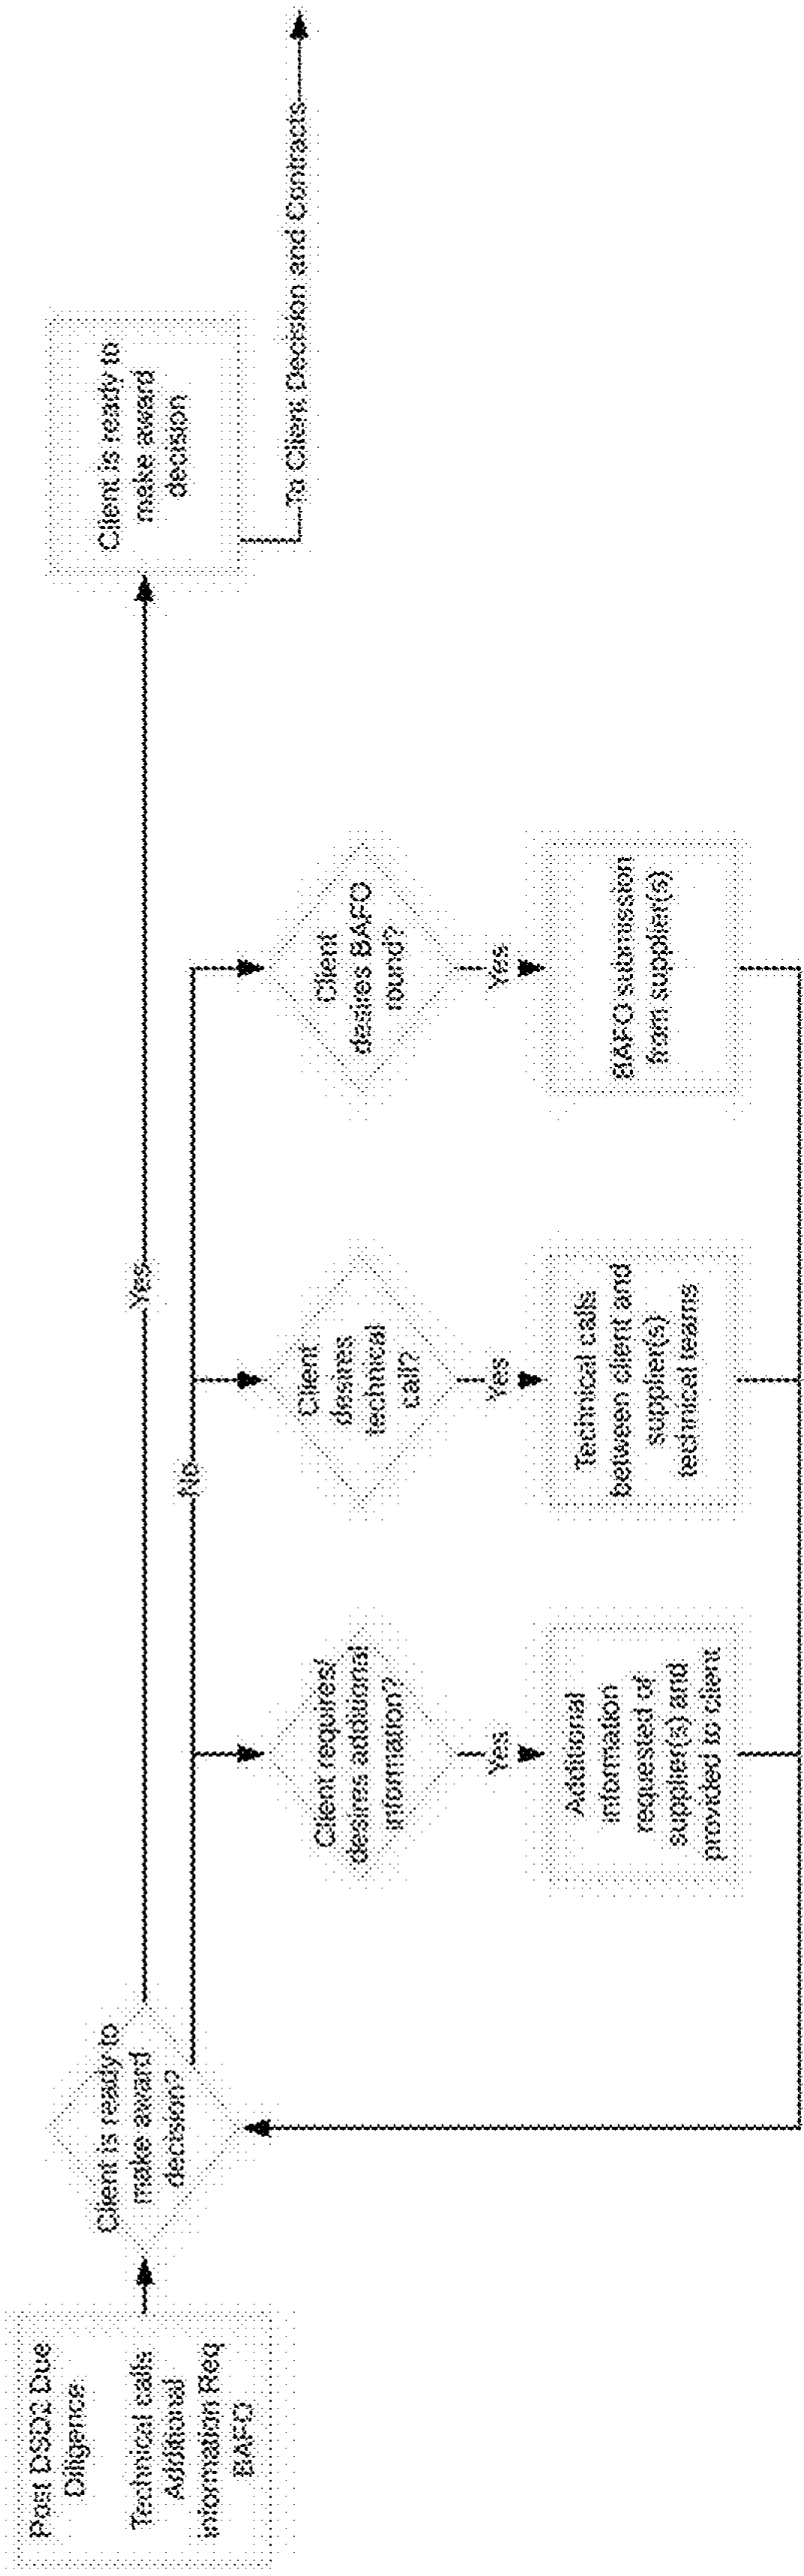 Post DSD2 Due
Diligence
Technical calls
Additional
Information Req
BAFO
Client is ready to
make award
decision?
Yes
No
Client is ready to
make award
decision
To Client Decision and Contracts
Client requires/
desires additional
information?
Yes
Additional
information
requested of
supplier(s) and
provided to client
Client
desires
technical
call?
Yes
Technical calls
between client and
supplier(s)
technical teams
Client
desires BAFO
round?
Yes
BAFO submission
from supplier(s)